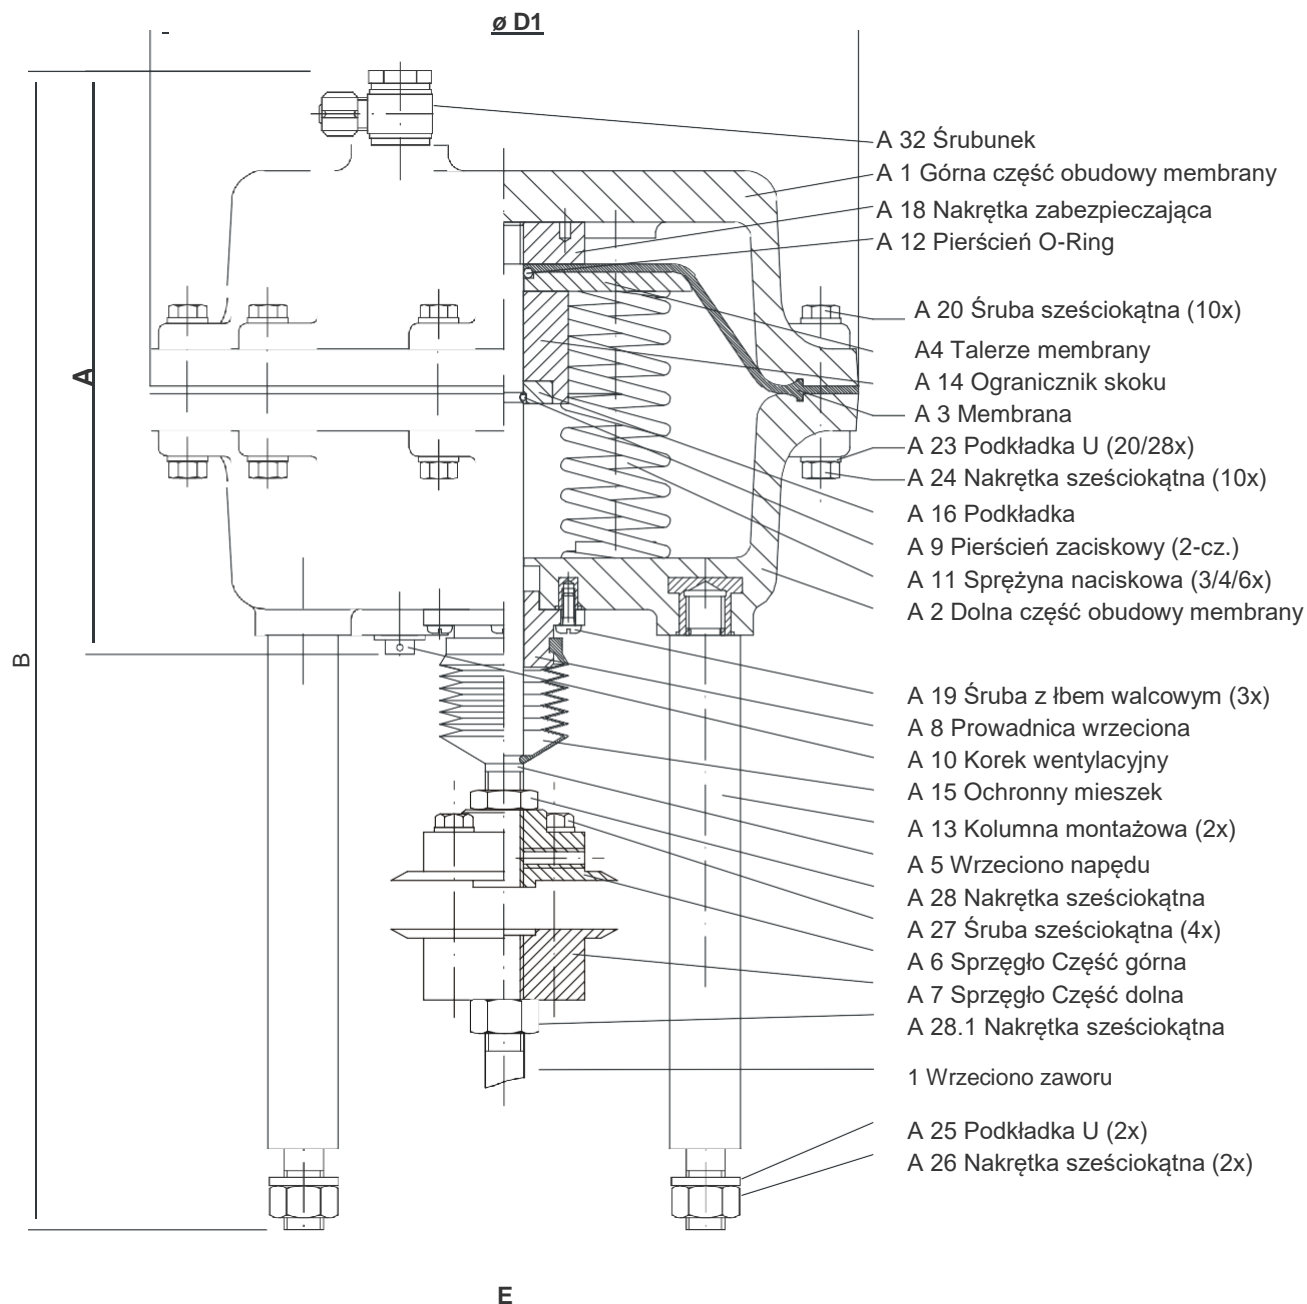 ø D1
A 32 Śrubunek
A 1 Górna część obudowy membrany
A 18 Nakrętka zabezpieczająca
A 12 Pierścień O-Ring
A 20 Śruba sześciokątna (10x)
A4 Talerze membrany
A 14 Ogranicznik skoku
A 3 Membrana
A 23 Podkładka U (20/28x)
A 24 Nakrętka sześciokątna (10x)
A 16 Podkładka
A 9 Pierścień zaciskowy (2-cz.)
A 11 Sprężyna naciskowa (3/4/6x)
A 2 Dolna część obudowy membrany
A 19 Śruba z łbem walcowym (3x)
A 8 Prowadnica wrzeciona
A 10 Korek wentylacyjny
A 15 Ochronny mieszek
A 13 Kolumna montażowa (2x)
A 5 Wrzeciono napędu
A 28 Nakrętka sześciokątna
A 27 Śruba sześciokątna (4x)
A 6 Sprzęgło Część górna
A 7 Sprzęgło Część dolna
A 28.1 Nakrętka sześciokątna
1 Wrzeciono zaworu
A 25 Podkładka U (2x)
A 26 Nakrętka sześciokątna (2x)
A
B
E